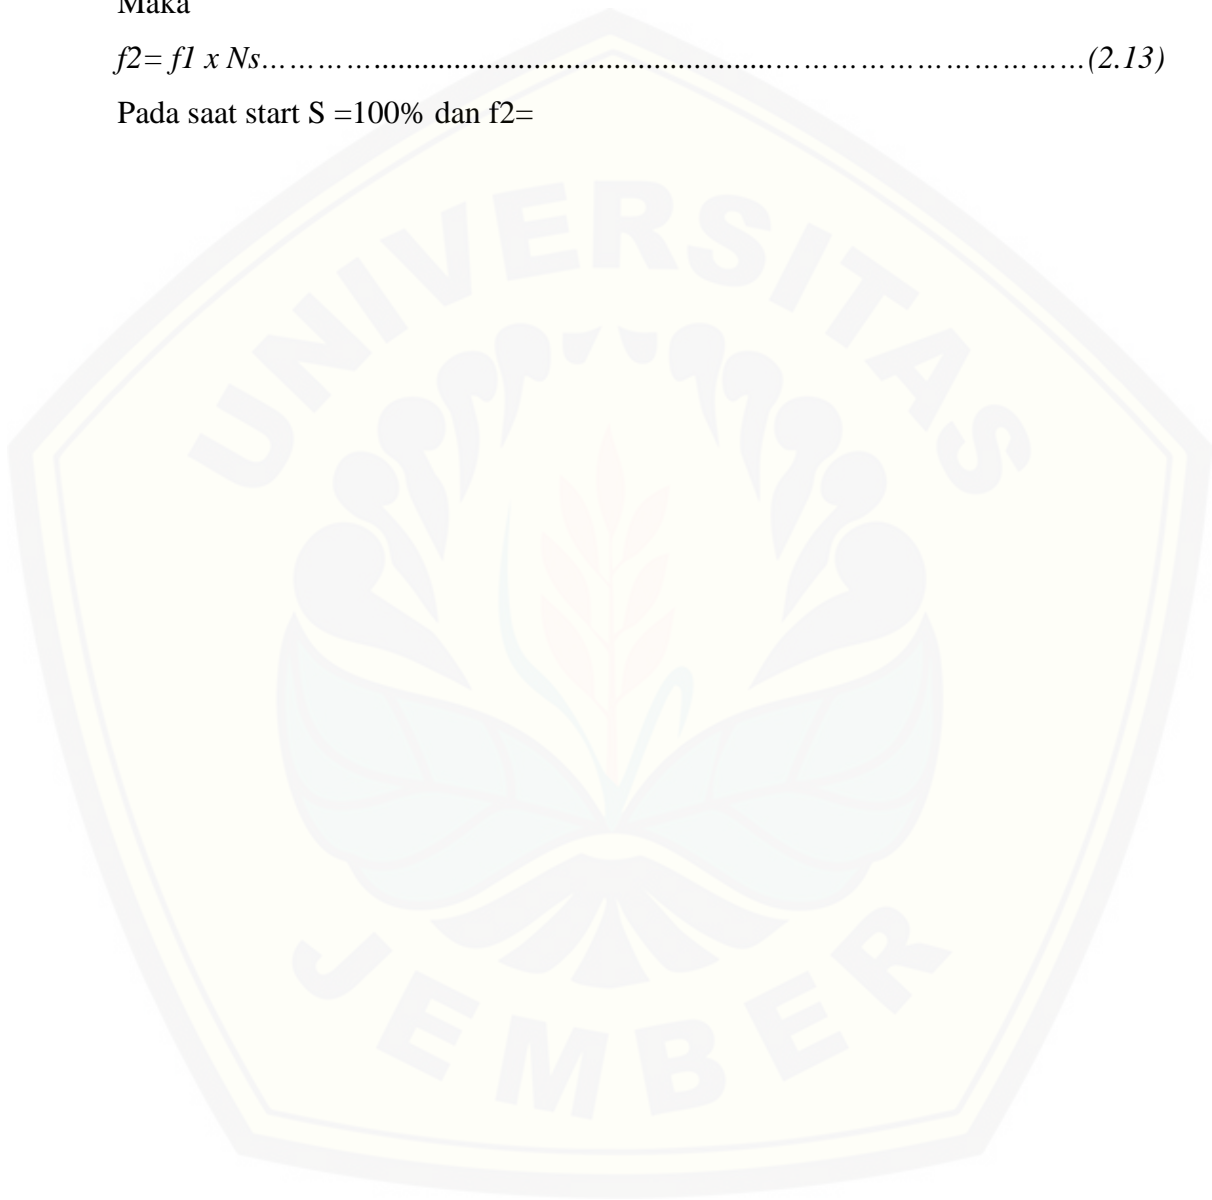 Maka
f2= f1 x Ns…………..................................................……………………………(2.13)
Pada saat start S =100% dan f2=
UNIVERSITAS
JEMBER